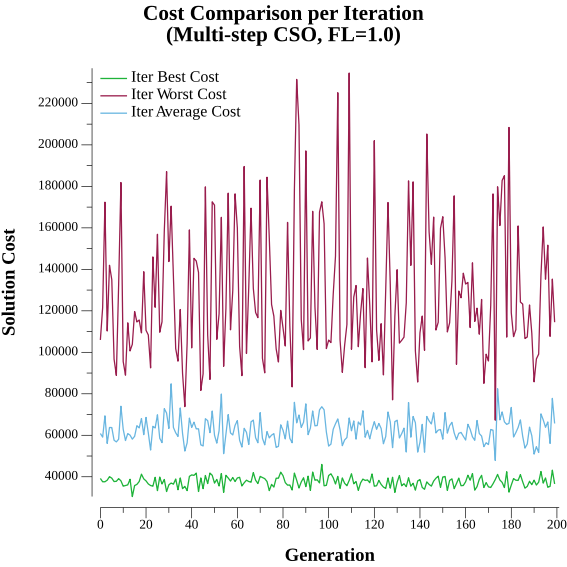 Cost Comparison per Iteration
(Multi-step CSO, FL=1.0)
Iter Best Cost
Iter Worst Cost
Iter Average Cost
220000
200000
180000
160000
140000
120000
100000
80000
60000
40000
Solution Cost
0 20 40 60 80 100 120 140 160 180 200
Generation